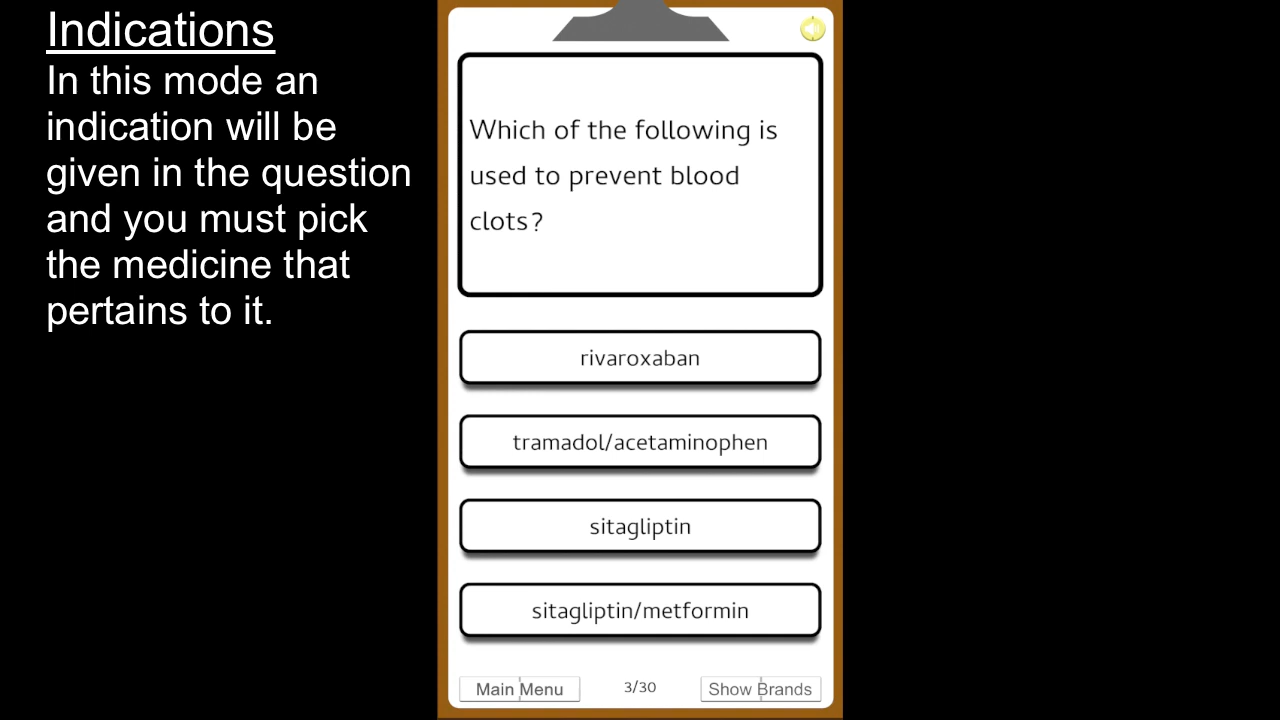 Indications
In this mode an
indication will be
given in the question
and you must pick
the medicine that
pertains to it.
Which of the following is
used to prevent blood
clots?
rivaroxaban
tramadol/acetaminophen
sitagliptin
sitagliptin/metformin
Main Menu
3/30
Show Brands